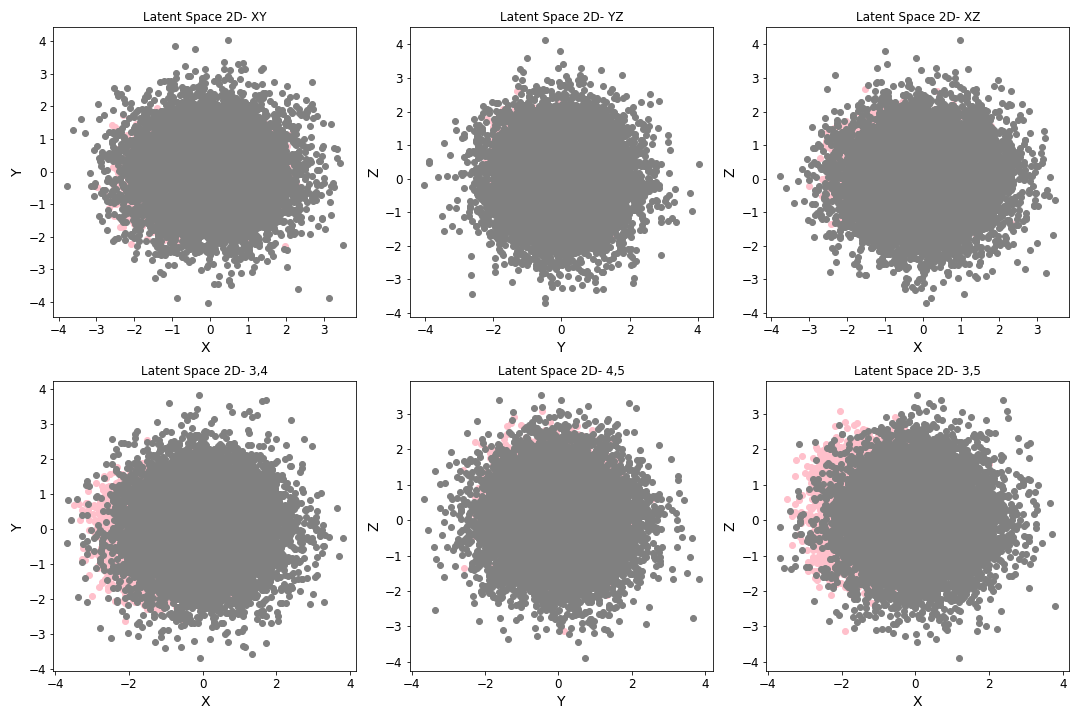 Latent Space 2D- XY
Latent Space 2D- YZ
Latent Space 2D- XZ
4
3
2
1
0
−1
−2
−3
−4
Y
−4 −3 −2 −1 0 1 2 3
X
4
3
2
1
0
−1
−2
−3
−4
Z
−4 −2 0 2 4
Y
4
3
2
1
0
−1
−2
−3
−4
Z
−4 −3 −2 −1 0 1 2 3
X
Latent Space 2D- 3,4
Latent Space 2D- 4,5
Latent Space 2D- 3,5
4
3
2
1
0
−1
−2
−3
−4
Y
−4 −2 0 2 4
X
3
2
1
0
−1
−2
−3
−4
Z
−4 −2 0 2 4
Y
3
2
1
0
−1
−2
−3
−4
Z
−4 −2 0 2 4
X